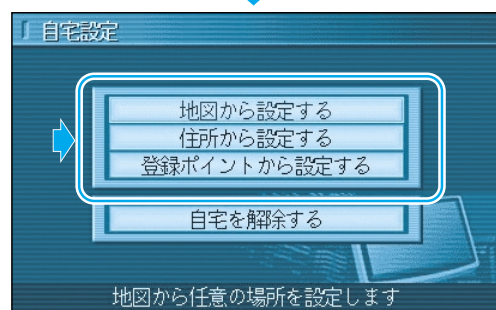 自宅設定
地図から設定する
住所から設定する
登録ポイントから設定する
自宅を解除する
地図から任意の場所を設定します